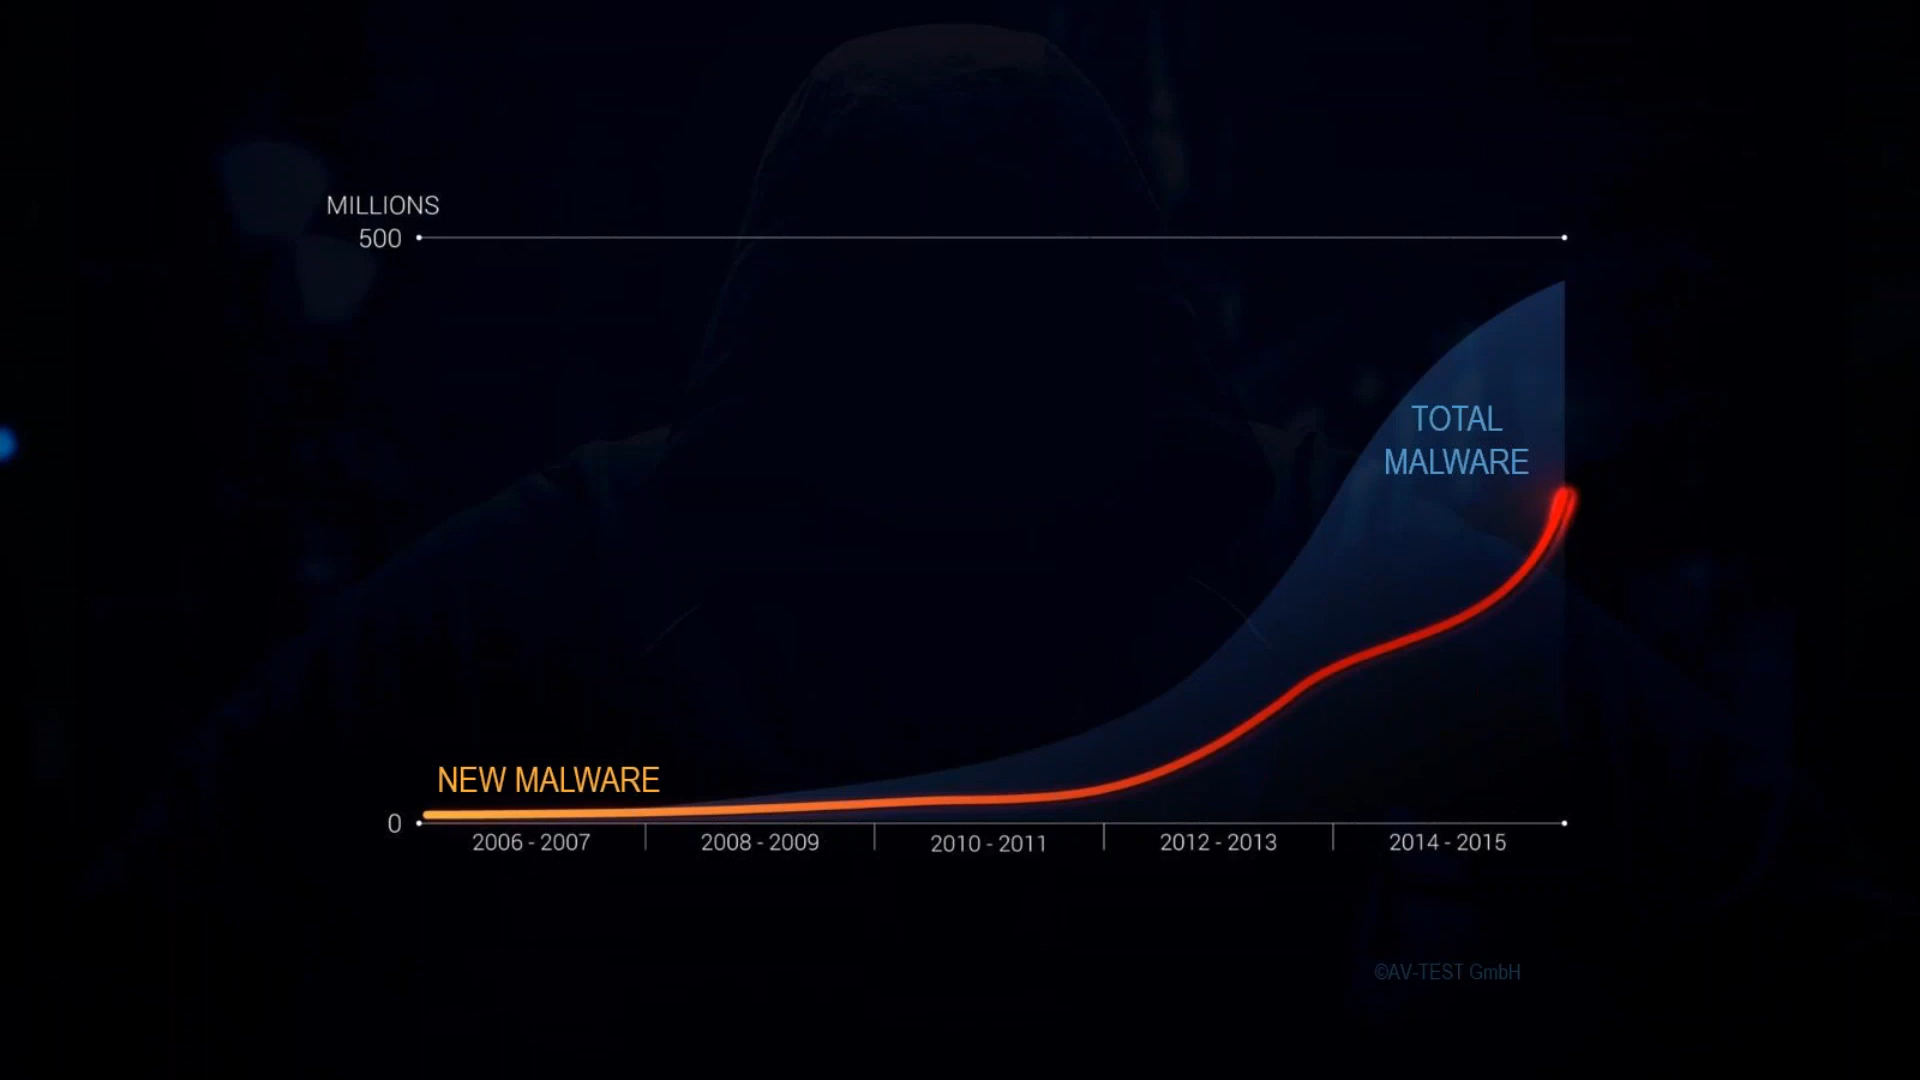 MILLIONS
500
TOTAL
MALWARE
NEW MALWARE
0
2006 - 2007
2008 - 2009
2010 - 2011
2012 - 2013
2014 - 2015
©AV-TEST GmbH